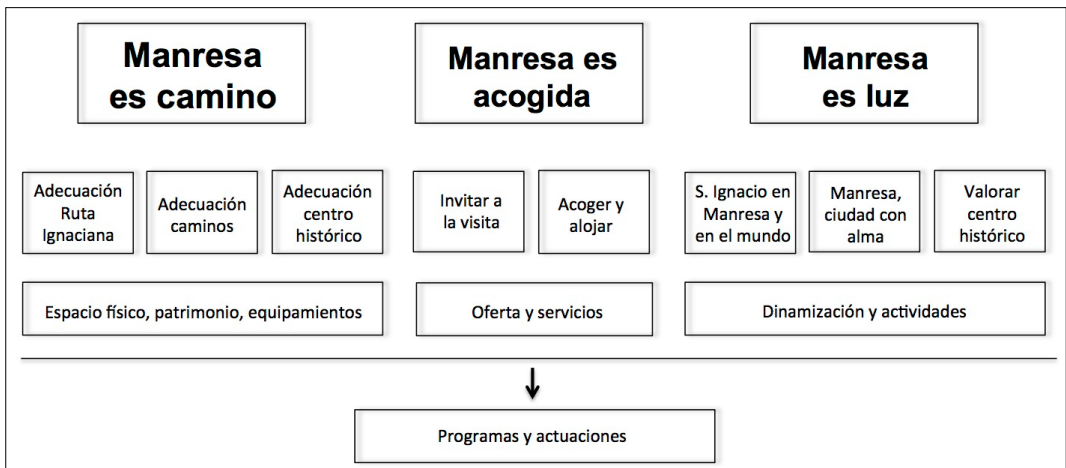 Manresa
es camino
Manresa es
acogida
Manresa
es luz
Adecuación
Ruta
Ignaciana
Adecuación
caminos
Adecuación
centro
histórico
Invitar a
la visita
Acoger y
alojar
S. Ignacio en
Manresa y
en el mundo
Manresa,
ciudad con
alma
Valorar
centro
histórico
Espacio físico, patrimonio, equipamientos
Oferta y servicios
Dinamización y actividades
Programas y actuaciones